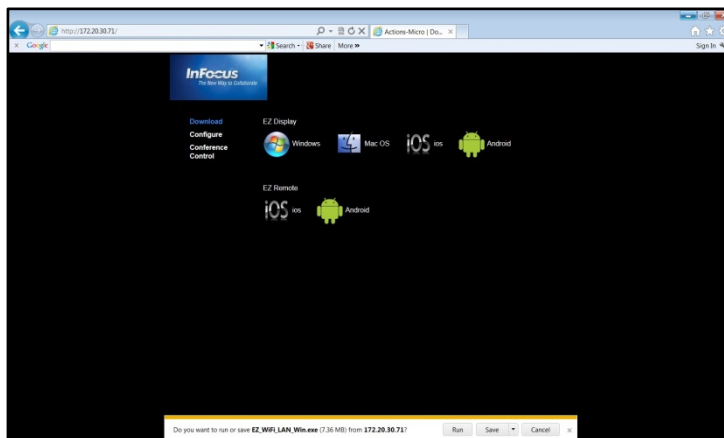 http://172.20.30.71/
Actions-Micro | Do...
x Google
Search
Share
More »
Sign In
InFocus
The New Way to Collaborate
Download
Configure
Conference
Control
EZ Display
Windows
Mac OS
iOS ios
Android
EZ Remote
iOS ios
Android
Do you want to run or save EZ_WiFi_LAN_Win.exe (7.36 MB) from 172.20.30.71?
Run
Save
Cancel
x